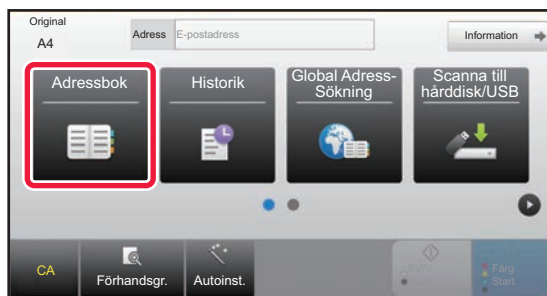 Original
A4
Adress
E-postadress
Information
Adressbok
Historik
Global Adress-
Sökning
Scanna till
hårddisk/USB
CA
Förhandsgr.
Autoinst.
Färg
Start